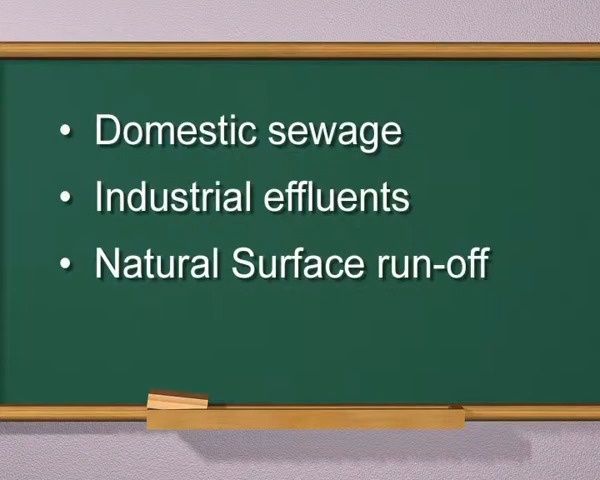 • Domestic sewage
• Industrial effluents
• Natural Surface run-off